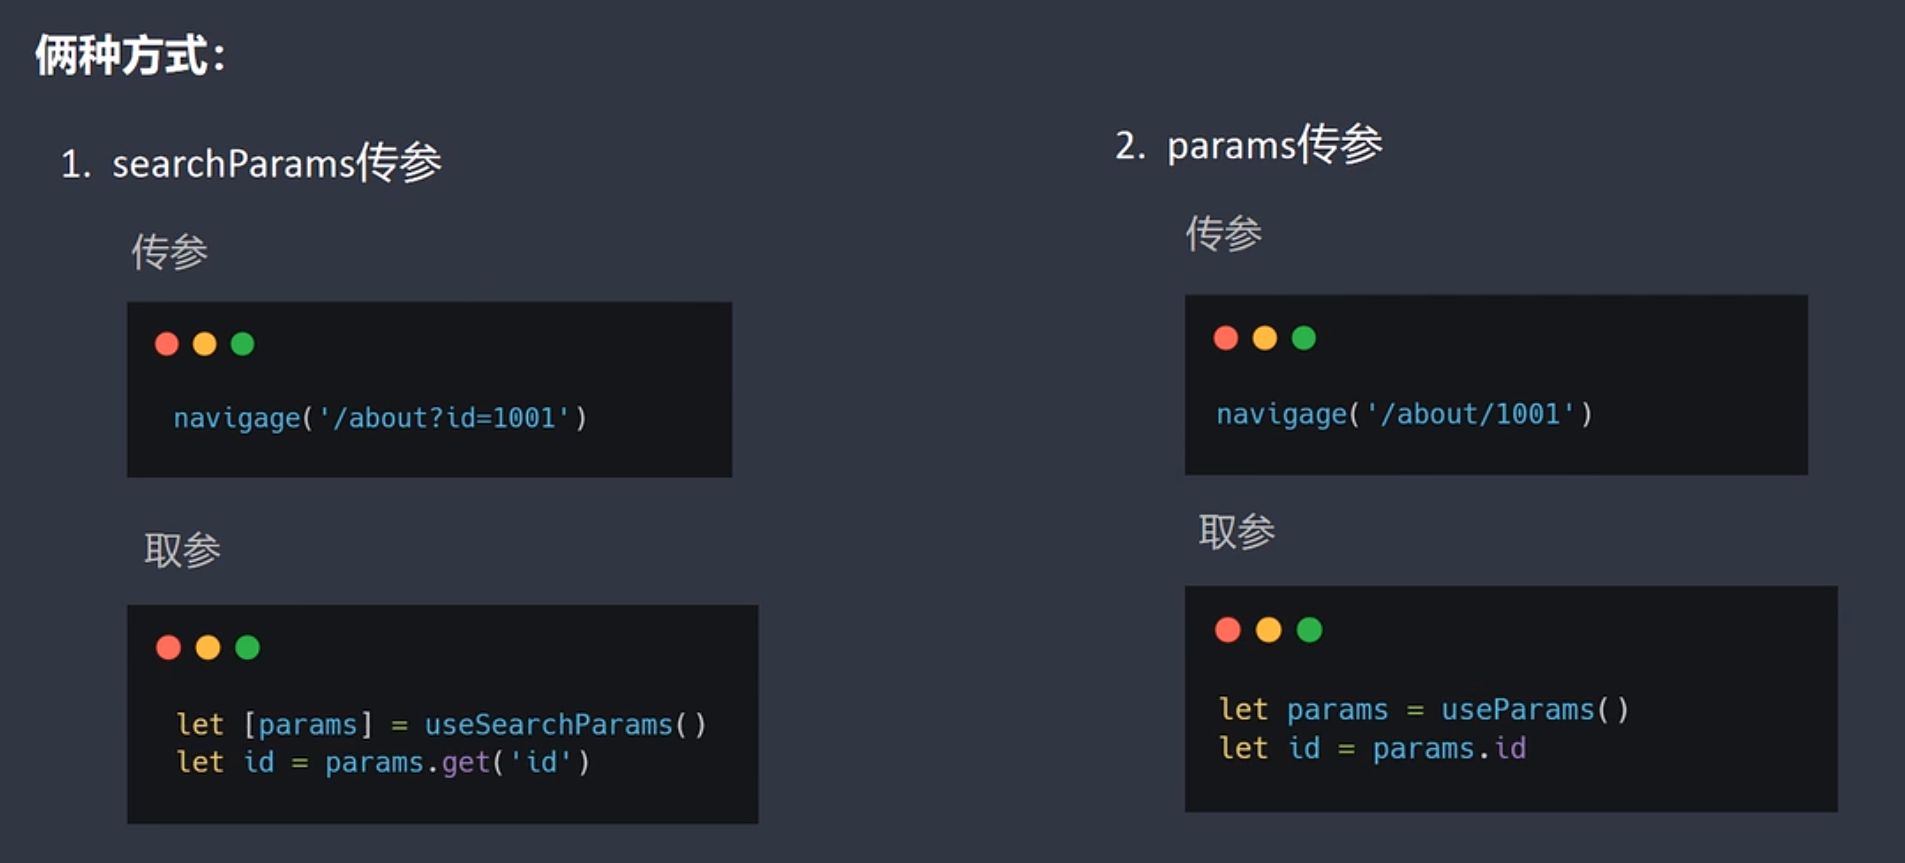 俩种方式：
1. searchParams传参
传参
navigage('/about?id=1001')
取参
let [params] = useSearchParams()
let id = params.get('id')
2. params传参
传参
navigage('/about/1001')
取参
let params = useParams()
let id = params.id